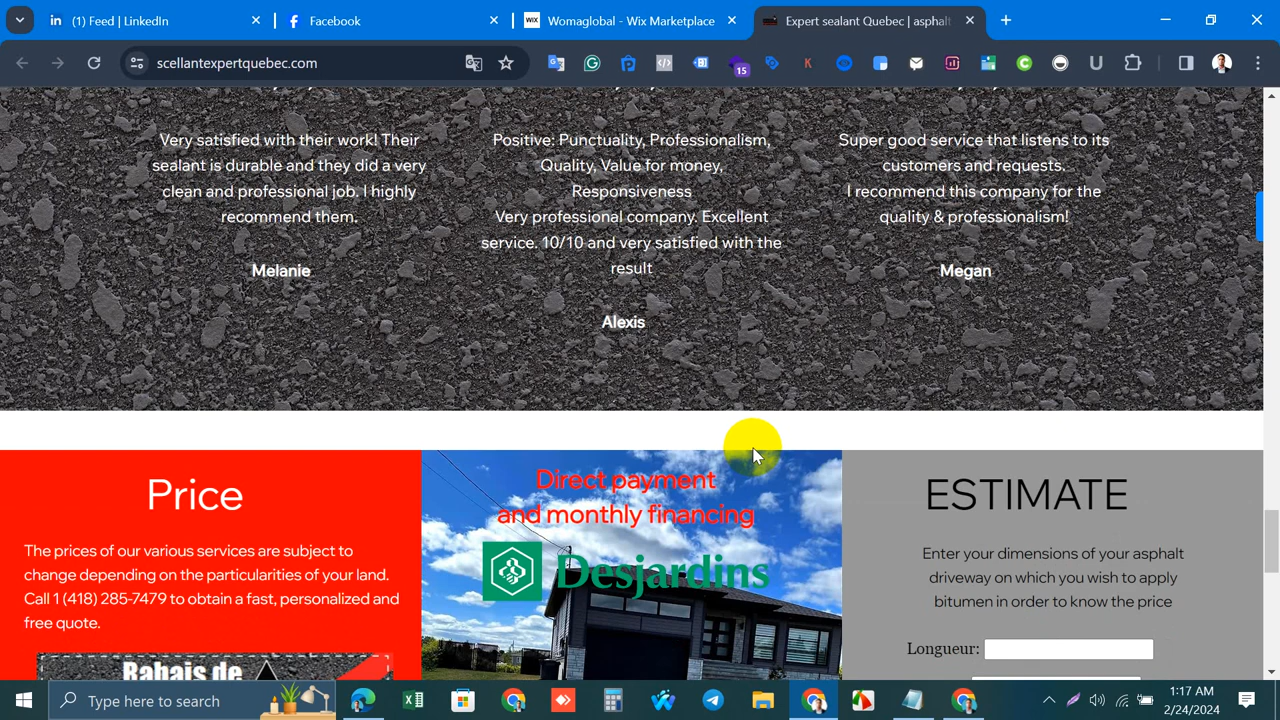 (1) Feed | LinkedIn
Facebook
WIX Womaglobal - Wix Marketplace
Expert sealant Quebec | asphalt
scellantexpertquebec.com
15
Very satisfied with their work! Their
sealant is durable and they did a very
clean and professional job. I highly
recommend them.
Melanie
Positive: Punctuality, Professionalism,
Quality, Value for money,
Responsiveness
Very professional company. Excellent
service. 10/10 and very satisfied with the
result
Alexis
Super good service that listens to its
customers and requests.
I recommend this company for the
quality & professionalism!
Megan
Price
The prices of our various services are subject to
change depending on the particularities of your land.
Call 1 (418) 285-7479 to obtain a fast, personalized and
free quote.
Rabais de
Direct payment
and monthly financing
Desjardins
ESTIMATE
Enter your dimensions of your asphalt
driveway on which you wish to apply
bitumen in order to know the price
Longueur:
Type here to search
1:17 AM
2/24/2024